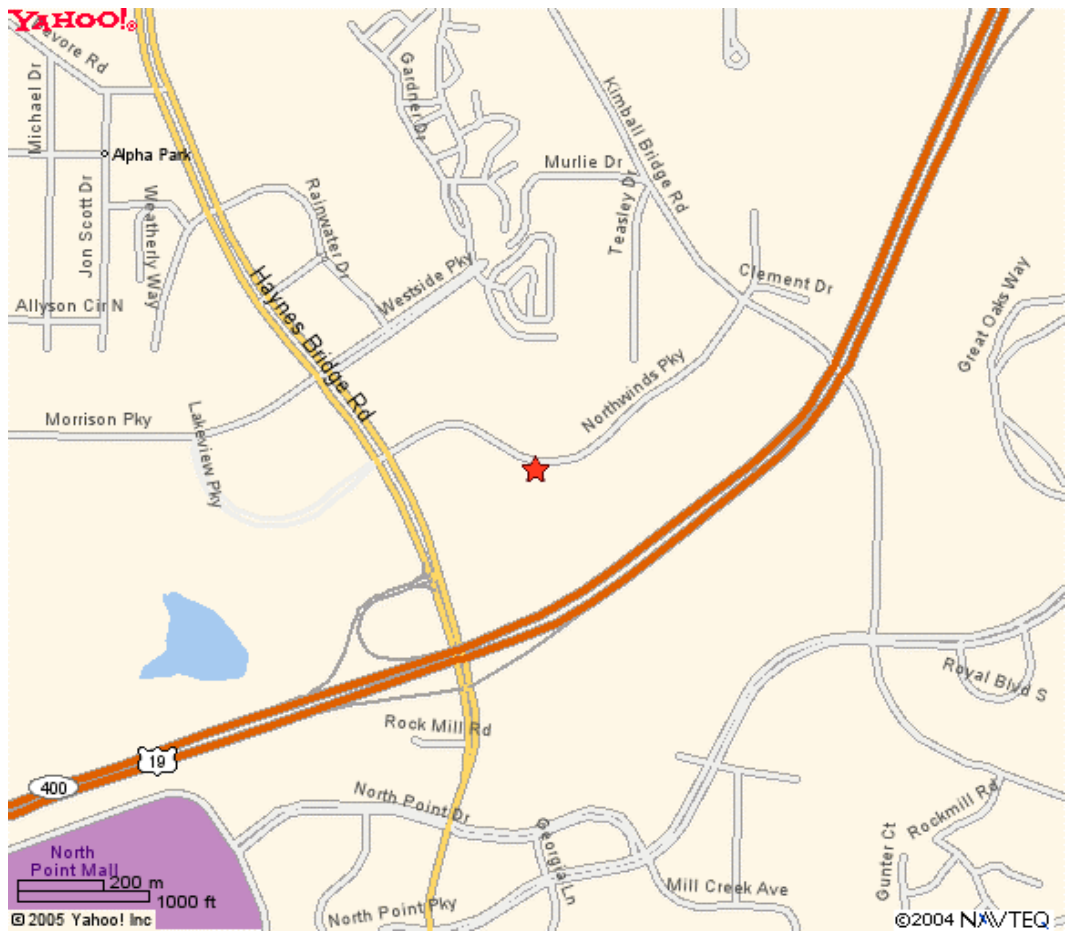 YAHOO!®
Devore Rd
Michael Dr
Gardner Dr
Kimball Bridge Rd
Alpha Park
Murlie Dr
Jon Scott Dr
Weatherly Way
Rainwater Dr
Teasley Dr
Westside Pky
Clement Dr
Great Oaks Way
Allyson Cir N
Haynes Bridge Rd
Northwinds Pky
Morrison Pky
Lakeview Pky
Royal Blvd S
Rock Mill Rd
19
400
North Point Dr
Rockmill Rd
Georgia Ln
Gunter Ct
North
Point Mall
200 m
1000 ft
Mill Creek Ave
North Point Pky
© 2005 Yahoo! Inc
©2004 NAVTEQ